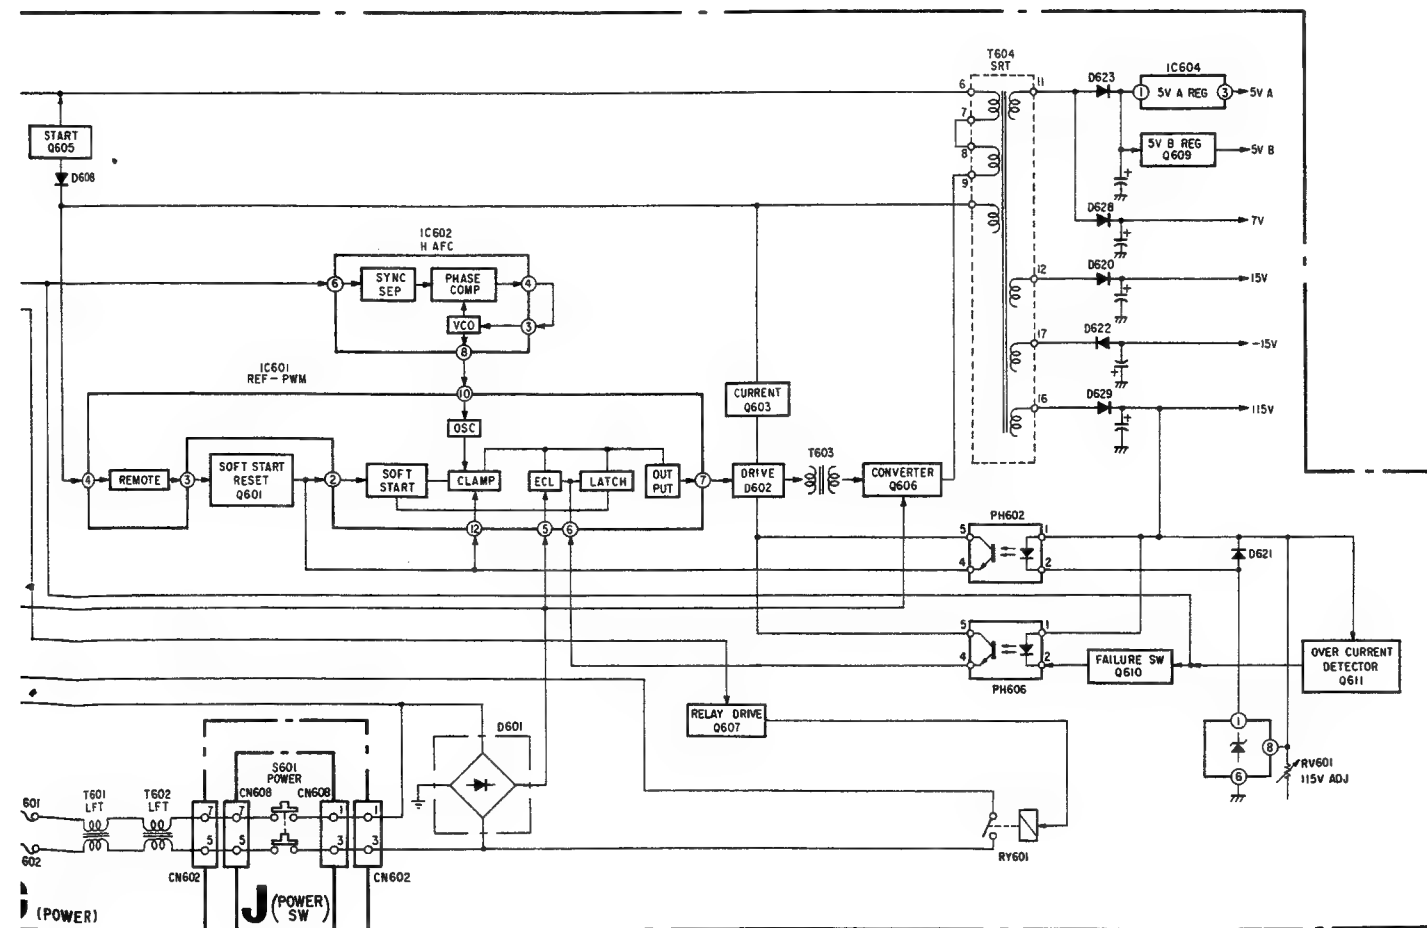 T604
SRT
6
7
8
9
11
12
17
16
D623
IC604
1
5V A REG
3
5V A
5V B REG
Q609
5V B
+
D628
+
7V
D620
+
15V
D622
+
-15V
D629
+
115V
START
Q605
D608
IC602
H AFC
6
SYNC
SEP
PHASE
COMP
4
VCO
3
8
IC601
REF-PWM
10
OSC
4
REMOTE
3
SOFT START
RESET
Q601
2
SOFT
START
CLAMP
ECL
LATCH
OUT
PUT
7
12
5
6
CURRENT
Q603
DRIVE
D602
T603
CONVERTER
Q606
PH602
5
4
1
2
D621
5
4
1
2
PH606
FAILURE SW
Q610
OVER CURRENT
DETECTOR
Q611
RELAY DRIVE
Q607
1
8
6
RV601
115V ADJ
D601
S601
POWER
CN608
CN608
T601
LFT
T602
LFT
601
602
7
5
7
5
1
3
1
3
CN602
CN602
RY601
(POWER)
J (POWER
SW)